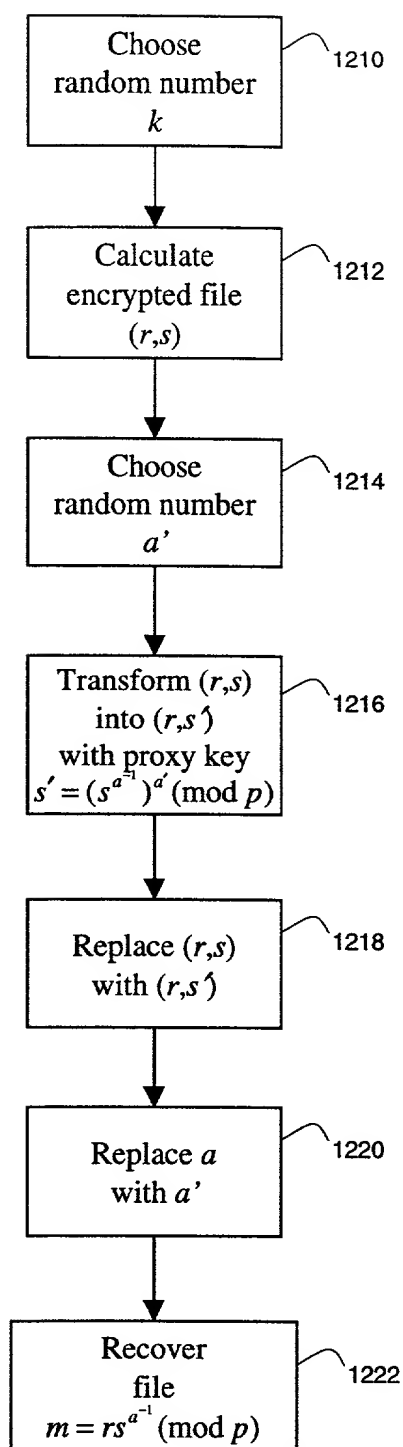 Choose
random number
k
1210
Calculate
encrypted file
(r,s)
1212
Choose
random number
a'
1214
Transform (r,s)
into (r,s')
with proxy key
s' = (s^{a^{-1}})^{a'} (mod p)
1216
Replace (r,s)
with (r,s')
1218
Replace a
with a'
1220
Recover
file
m = rs^{a^{-1}} (mod p)
1222